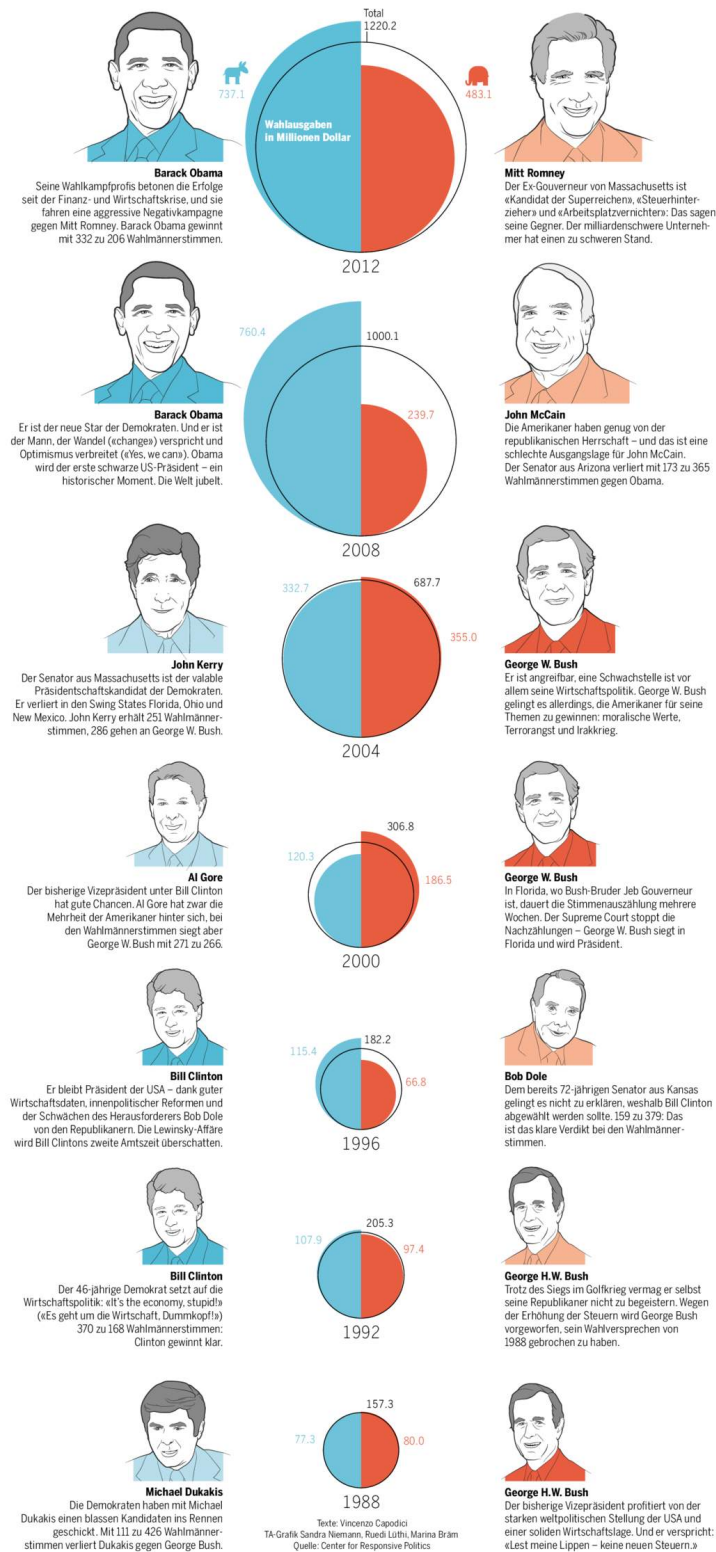 Total
1220.2
737.1
483.1
Wahlausgaben
in Millionen Dollar
Barack Obama
Seine Wahlkampfprofis betonen die Erfolge
seit der Finanz- und Wirtschaftskrise, und sie
fahren eine aggressive Negativkampagne
gegen Mitt Romney. Barack Obama gewinnt
mit 332 zu 206 Wahlmännerstimmen.
Mitt Romney
Der Ex-Gouverneur von Massachusetts ist
«Kandidat der Superreichen», «Steuerhinter-
zieher» und «Arbeitsplatzvernichter»: Das sagen
seine Gegner. Der milliardenschwere Unterneh-
mer hat einen zu schweren Stand.
2012
760.4
1000.1
239.7
Barack Obama
Er ist der neue Star der Demokraten. Und er ist
der Mann, der Wandel («change») verspricht und
Optimismus verbreitet («Yes, we can»). Obama
wird der erste schwarze US-Präsident – ein
historischer Moment. Die Welt jubelt.
John McCain
Die Amerikaner haben genug von der
republikanischen Herrschaft – und das ist eine
schlechte Ausgangslage für John McCain.
Der Senator aus Arizona verliert mit 173 zu 365
Wahlmännerstimmen gegen Obama.
2008
332.7
687.7
355.0
John Kerry
Der Senator aus Massachusetts ist der valable
Präsidentschaftskandidat der Demokraten.
Er verliert in den Swing States Florida, Ohio und
New Mexico. John Kerry erhält 251 Wahlmänner-
stimmen, 286 gehen an George W. Bush.
George W. Bush
Er ist angreifbar, eine Schwachstelle ist vor
allem seine Wirtschaftspolitik. George W. Bush
gelingt es allerdings, die Amerikaner für seine
Themen zu gewinnen: moralische Werte,
Terrorangst und Irakkrieg.
2004
120.3
306.8
186.5
Al Gore
Der bisherige Vizepräsident unter Bill Clinton
hat gute Chancen. Al Gore hat zwar die
Mehrheit der Amerikaner hinter sich, bei
den Wahlmännerstimmen siegt aber
George W. Bush mit 271 zu 266.
George W. Bush
In Florida, wo Bush-Bruder Jeb Gouverneur
ist, dauert die Stimmenauszählung mehrere
Wochen. Der Supreme Court stoppt die
Nachzählungen – George W. Bush siegt in
Florida und wird Präsident.
2000
115.4
182.2
66.8
Bill Clinton
Er bleibt Präsident der USA – dank guter
Wirtschaftsdaten, innenpolitischer Reformen und
der Schwächen des Herausforderers Bob Dole
von den Republikanern. Die Lewinsky-Affäre
wird Bill Clintons zweite Amtszeit überschatten.
Bob Dole
Dem bereits 72-jährigen Senator aus Kansas
gelingt es nicht zu erklären, weshalb Bill Clinton
abgewählt werden sollte. 159 zu 379: Das
ist das klare Verdikt bei den Wahlmänner-
stimmen.
1996
107.9
205.3
97.4
Bill Clinton
Der 46-jährige Demokrat setzt auf die
Wirtschaftspolitik: «It's the economy, stupid!»
(«Es geht um die Wirtschaft, Dummkopf!»)
370 zu 168 Wahlmännerstimmen:
Clinton gewinnt klar.
George H.W. Bush
Trotz des Siegs im Golfkrieg vermag er selbst
seine Republikaner nicht zu begeistern. Wegen
der Erhöhung der Steuern wird George Bush
vorgeworfen, sein Wahlversprechen von
1988 gebrochen zu haben.
1992
77.3
157.3
80.0
Michael Dukakis
Die Demokraten haben mit Michael
Dukakis einen blassen Kandidaten ins Rennen
geschickt. Mit 111 zu 426 Wahlmänner-
stimmen verliert Dukakis gegen George Bush.
George H.W. Bush
Der bisherige Vizepräsident profitiert von der
starken weltpolitischen Stellung der USA und
einer soliden Wirtschaftslage. Und er verspricht:
«Lest meine Lippen – keine neuen Steuern.»
1988
Texte: Vincenzo Capodici
TA-Grafik Sandra Niemann, Ruedi Lüthi, Marina Bräm
Quelle: Center for Responsive Politics